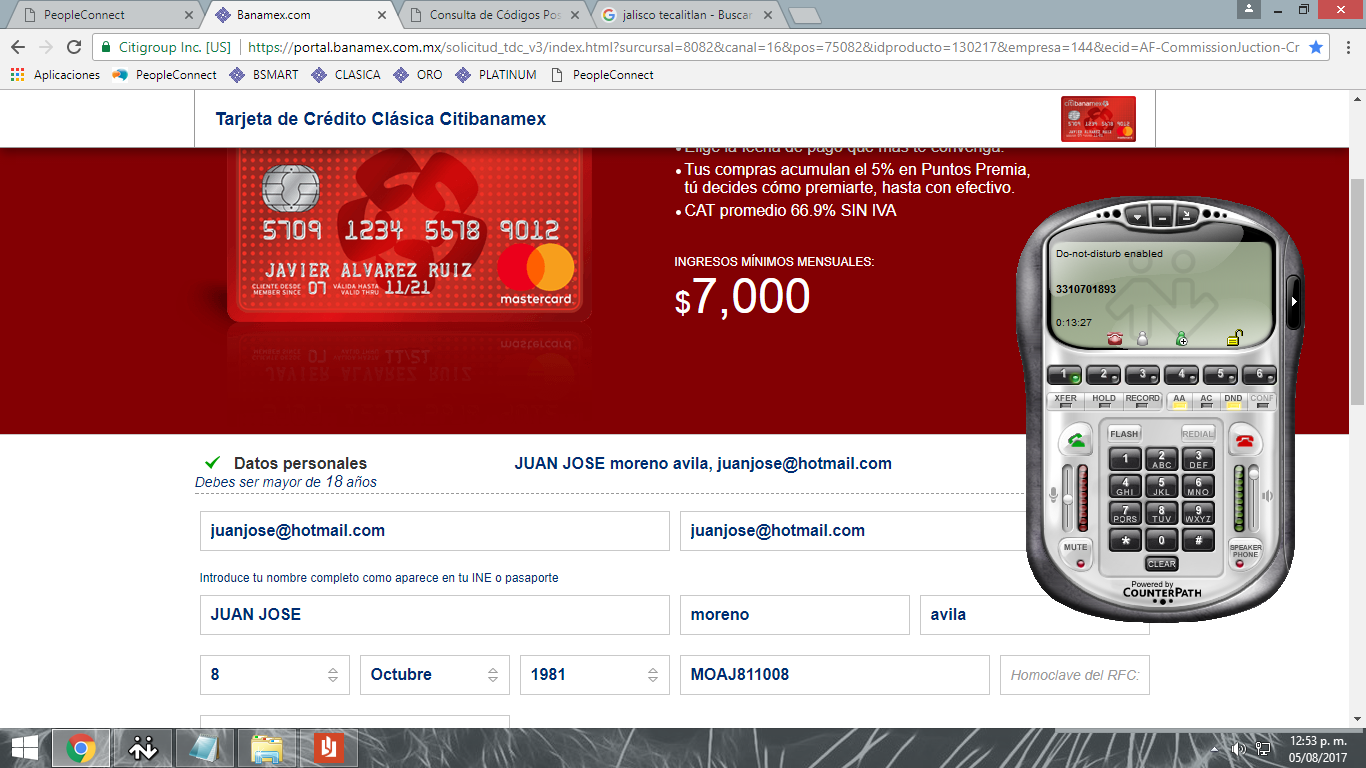 PeopleConnect
Banamex.com
Consulta de Códigos Pos
jalisco tecalitlan - Buscar
Citigroup Inc. [US]
https://portal.banamex.com.mx/solicitud_tdc_v3/index.html?sursursal=8082&canal=16&pos=75082&idproducto=130217&empresa=144&ecid=AF-CommissionJuction-Cr
Aplicaciones
PeopleConnect
BSMART
CLASICA
ORO
PLATINUM
PeopleConnect
Tarjeta de Crédito Clásica Citibanamex
citibanamex
Elige la fecha de pago que más te convenga.
Tus compras acumulan el 5% en Puntos Premia,
tú decides cómo premiarte, hasta con efectivo.
CAT promedio 66.9% SIN IVA
5709 1234 5678 9012
JAVIER ALVAREZ RUIZ
CLIENTE DESDE
MEMBER SINCE
07
VÁLIDA HASTA
VALID THRU
11/21
mastercard
INGRESOS MÍNIMOS MENSUALES:
$7,000
Do-not-disturb enabled
3310701893
0:13:27
1 2 3 4 5 6
XFER HOLD RECORD AA AC DND CONF
FLASH REDIAL
1 2 ABC 3 DEF
4 GHI 5 JKL 6 MNO
7 PQRS 8 TUV 9 WXYZ
* 0 #
MUTE
SPEAKER
PHONE
CLEAR
Powered by
COUNTERPATH
Datos personales
JUAN JOSE moreno avila, juanjose@hotmail.com
Debes ser mayor de 18 años
juanjose@hotmail.com
juanjose@hotmail.com
Introduce tu nombre completo como aparece en tu INE o pasaporte
JUAN JOSE
moreno
avila
8
Octubre
1981
MOAJ811008
Homoclave del RFC:
12:53 p. m.
05/08/2017